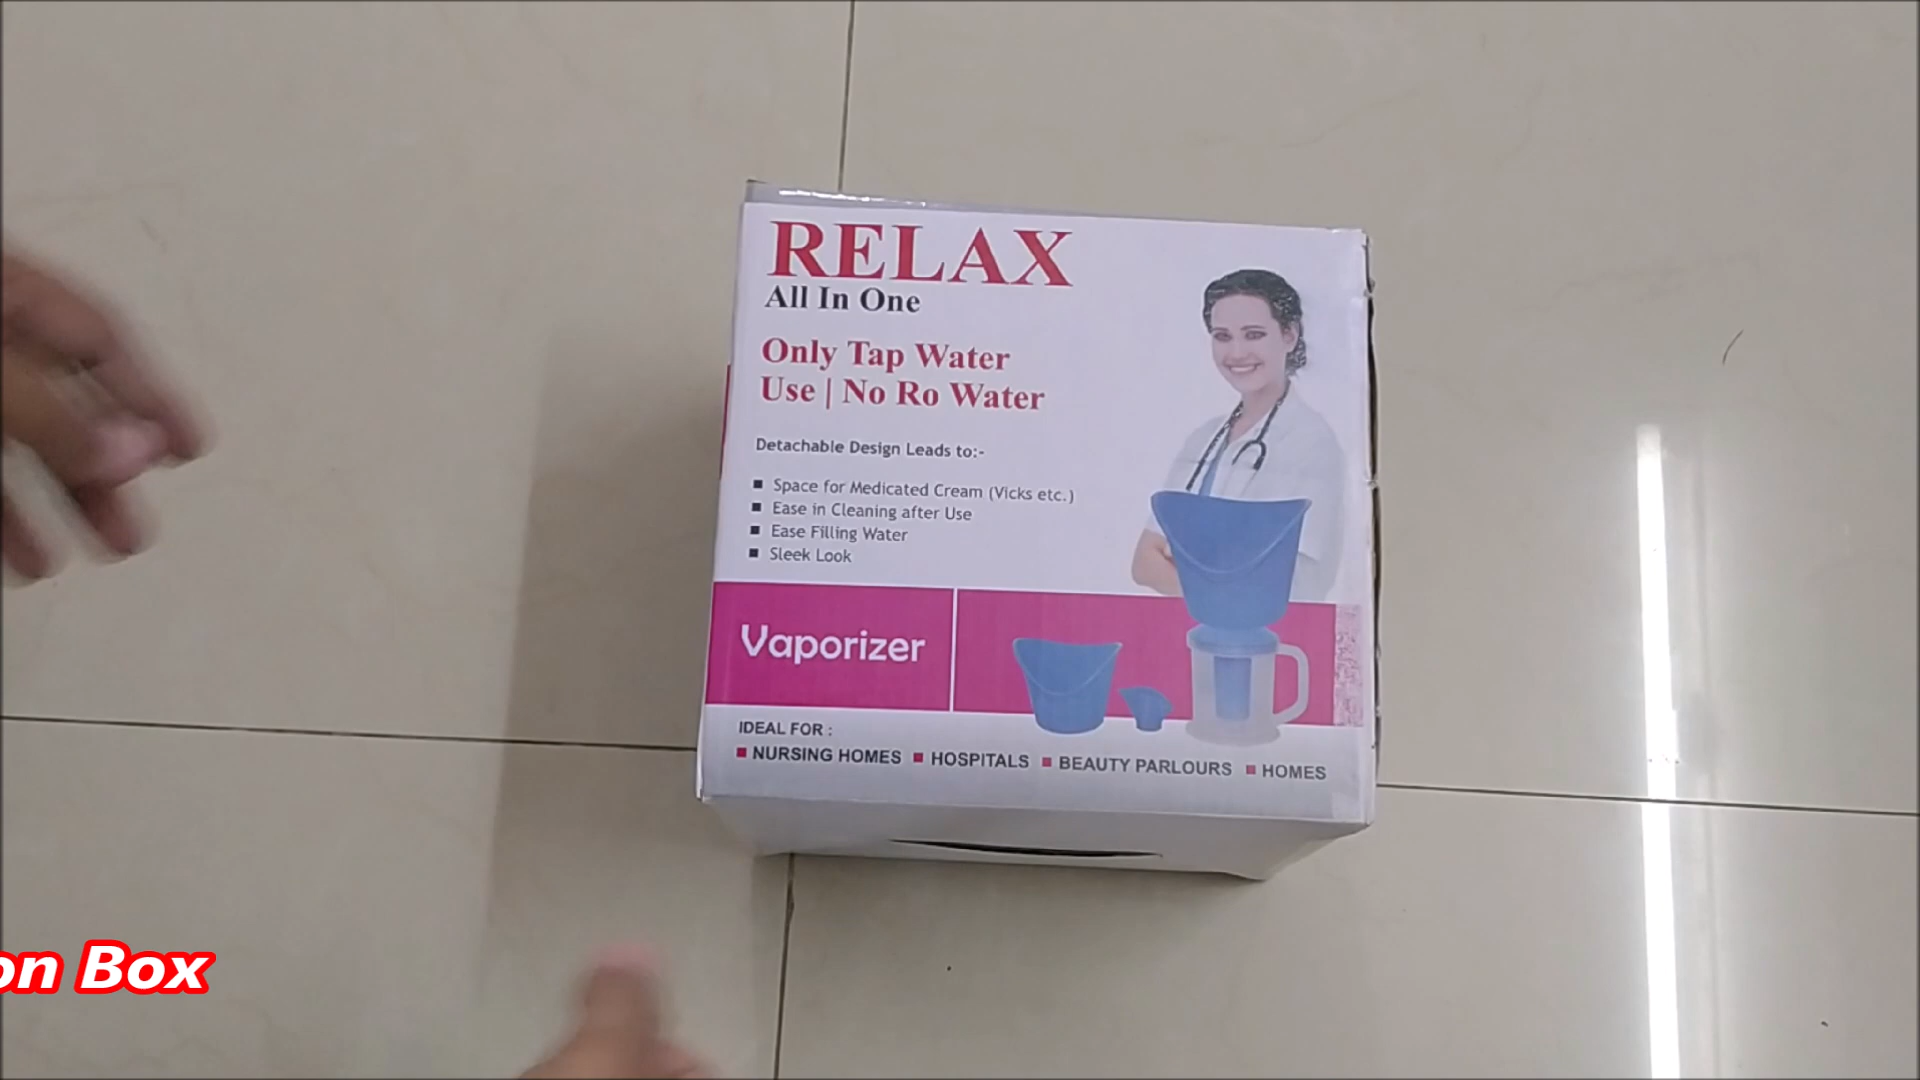 RELAX
All In One
Only Tap Water
Use | No Ro Water
Detachable Design Leads to:-
■ Space for Medicated Cream (Vicks etc.)
■ Ease in Cleaning after Use
■ Ease Filling Water
■ Sleek Look
Vaporizer
IDEAL FOR :
■ NURSING HOMES ■ HOSPITALS ■ BEAUTY PARLOURS ■ HOMES
on Box